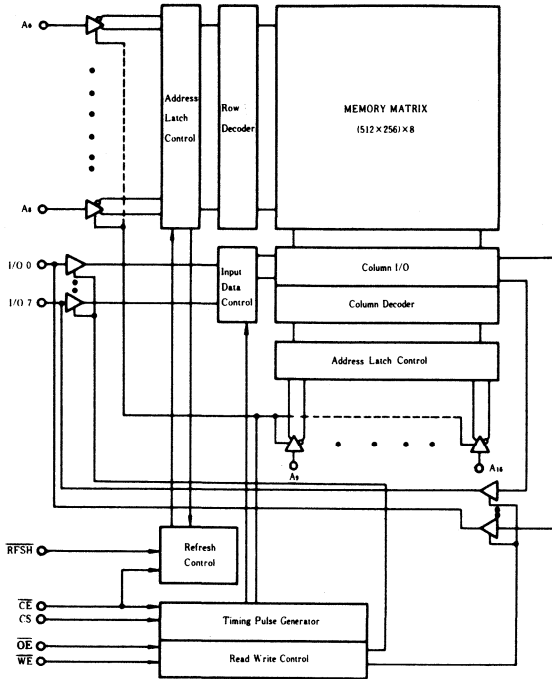 A0
Address
Latch
Control
Row
Decoder
MEMORY MATRIX
(512×256)×8
A8
I/O 0
I/O 7
Input
Data
Control
Column I/O
Column Decoder
Address Latch Control
A9
A16
RFSH
Refresh
Control
CE
CS
Timing Pulse Generator
OE
WE
Read Write Control